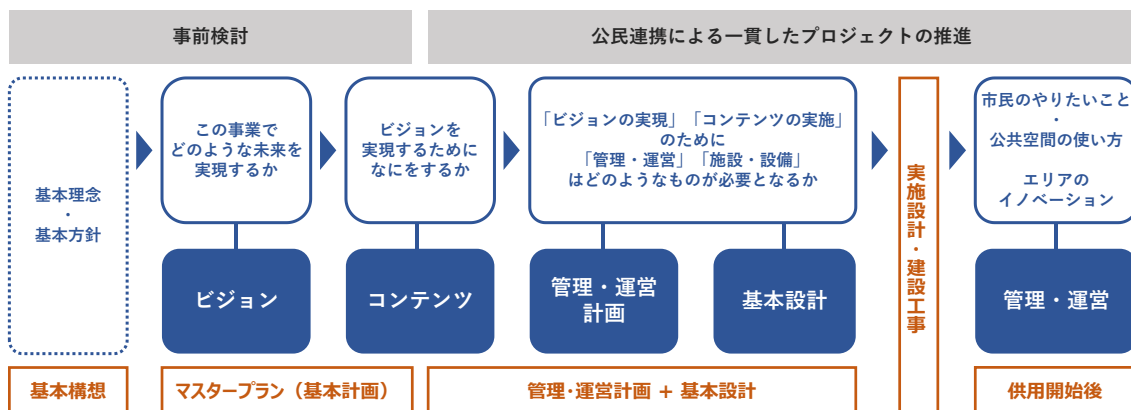 事前検討
公民連携による一貫したプロジェクトの推進
基本理念
・
基本方針
この事業で
どのような未来を
実現するか
ビジョンを
実現するために
なにをするか
「ビジョンの実現」「コンテンツの実施」
のために
「管理・運営」「施設・設備」
はどのようなものが必要となるか
実施設計・建設工事
市民のやりたいこと
・
公共空間の使い方
エリアの
イノベーション
ビジョン
コンテンツ
管理・運営
計画
基本設計
管理・運営
基本構想
マスタープラン（基本計画）
管理・運営計画 + 基本設計
供用開始後